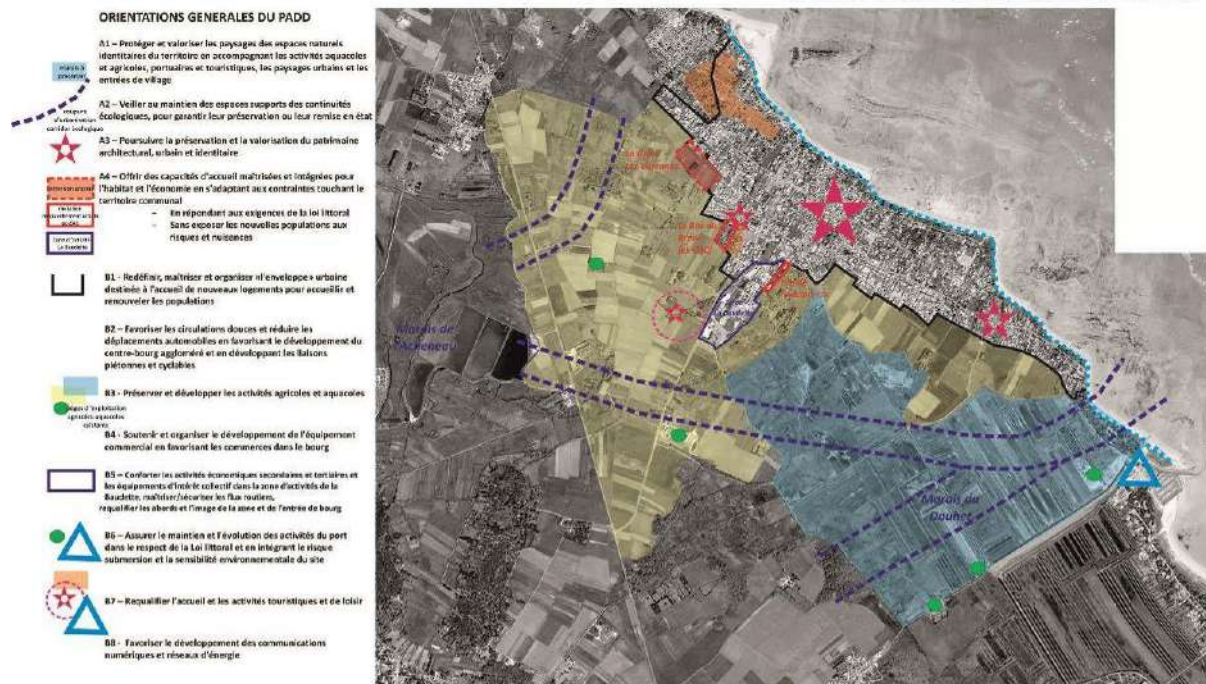 ORIENTATIONS GENERALES DU PADD
A1 – Protéger et valoriser les paysages des espaces naturels
identitaires du territoire en accompagnant les activités aquacoles
et agricoles, portuaires et touristiques, les paysages urbains et les
entrées de village
A2 – Veiller au maintien des espaces supports des continuités
écologiques, pour garantir leur préservation ou leur remise en état
d'urbanisation
corridor écologique
A3 – Poursuivre la préservation et la valorisation du patrimoine
architectural, urbain et identitaire
A4 – Offrir des capacités d'accueil maîtrisées et intégrées pour
l'habitat et l'économie en s'adaptant aux contraintes touchant le
territoire communal
– En répondant aux exigences de la loi littoral
– Sans exposer les nouvelles populations aux
risques et nuisances
La Baudette
B1 - Redéfinir, maîtriser et organiser «l'enveloppe» urbaine
destinée à l'accueil de nouveaux logements pour accueillir et
renouveler les populations
B2 – Favoriser les circulations douces et réduire les
déplacements automobiles en favorisant le développement du
centre-bourg aggloméré et en développant les liaisons
piétonnes et cyclables
B3 - Préserver et développer les activités agricoles et aquacoles
Sièges d'exploitation
agricoles aquacoles
existants
B4 - Soutenir et organiser le développement de l'équipement
commercial en favorisant les commerces dans le bourg
B5 – Conforter les activités économiques secondaires et tertiaires et
les équipements d'intérêt collectif dans la zone d'activités de la
Baudette, maîtriser/sécuriser les flux routiers,
requalifier les abords et l'image de la zone et de l'entrée de bourg
B6 – Assurer le maintien et l'évolution des activités du port
dans le respect de la Loi littoral et en intégrant le risque
submersion et la sensibilité environnementale du site
B7 – Requalifier l'accueil et les activités touristiques et de loisir
B8 - Favoriser le développement des communications
numériques et réseaux d'énergie
Marais de
Marais du
Douhet